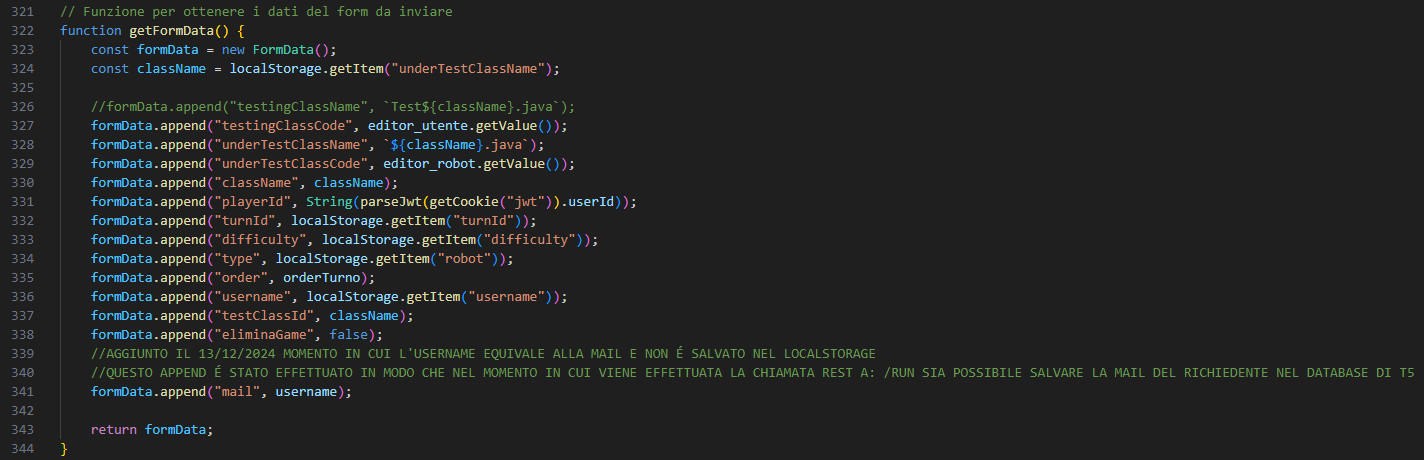 321 // Funzione per ottenere i dati del form da inviare
322 function getFormData() {
323     const formData = new FormData();
324     const className = localStorage.getItem("underTestClassName");
325
326     //formData.append("testingClassName", `Test${className}.java`);
327     formData.append("testingClassCode", editor_utente.getValue());
328     formData.append("underTestClassName", `${className}.java`);
329     formData.append("underTestClassCode", editor_robot.getValue());
330     formData.append("className", className);
331     formData.append("playerId", String(parseJwt(getCookie("jwt")).userId));
332     formData.append("turnId", localStorage.getItem("turnId"));
333     formData.append("difficulty", localStorage.getItem("difficulty"));
334     formData.append("type", localStorage.getItem("robot"));
335     formData.append("order", orderTurno);
336     formData.append("username", localStorage.getItem("username"));
337     formData.append("testClassId", className);
338     formData.append("eliminaGame", false);
339     //AGGIUNTO IL 13/12/2024 MOMENTO IN CUI L'USERNAME EQUIVALE ALLA MAIL E NON É SALVATO NEL LOCALSTORAGE
340     //QUESTO APPEND É STATO EFFETTUATO IN MODO CHE NEL MOMENTO IN CUI VIENE EFFETTUATA LA CHIAMATA REST A: /RUN SIA POSSIBILE SALVARE LA MAIL DEL RICHIEDENTE NEL DATABASE DI T5
341     formData.append("mail", username);
342
343     return formData;
344 }